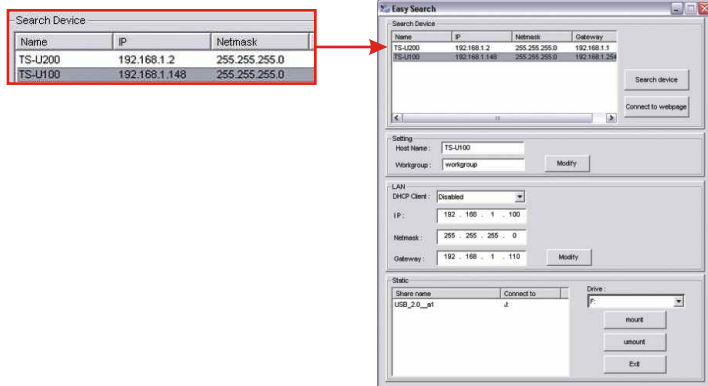 Search Device
Name IP Netmask
TS-U200 192.168.1.2 255.255.255.0
TS-U100 192.168.1.148 255.255.255.0
Easy Search
Search Device
Name IP Netmask Gateway
TS-U200 192.168.1.2 255.255.255.0 192.168.1.1
TS-U100 192.168.1.148 255.255.255.0 192.168.1.254
Search device
Connect to webpage
Setting
Host Name : TS-U100
Workgroup : workgroup Modify
LAN
DHCP Client : Disabled
IP : 192 . 168 . 1 . 100
Netmask : 255 . 255 . 255 . 0
Gateway : 192 . 168 . 1 . 110 Modify
Static
Share name Connect to Drive :
USB_2.0__a1 J: F:
mount
umount
Exit